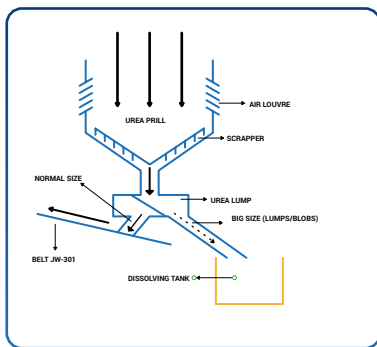 AIR LOUVRE
UREA PRILL
SCRAPPER
NORMAL SIZE
UREA LUMP
BIG SIZE (LUMPS/BLOBS)
BELT JW-301
DISSOLVING TANK